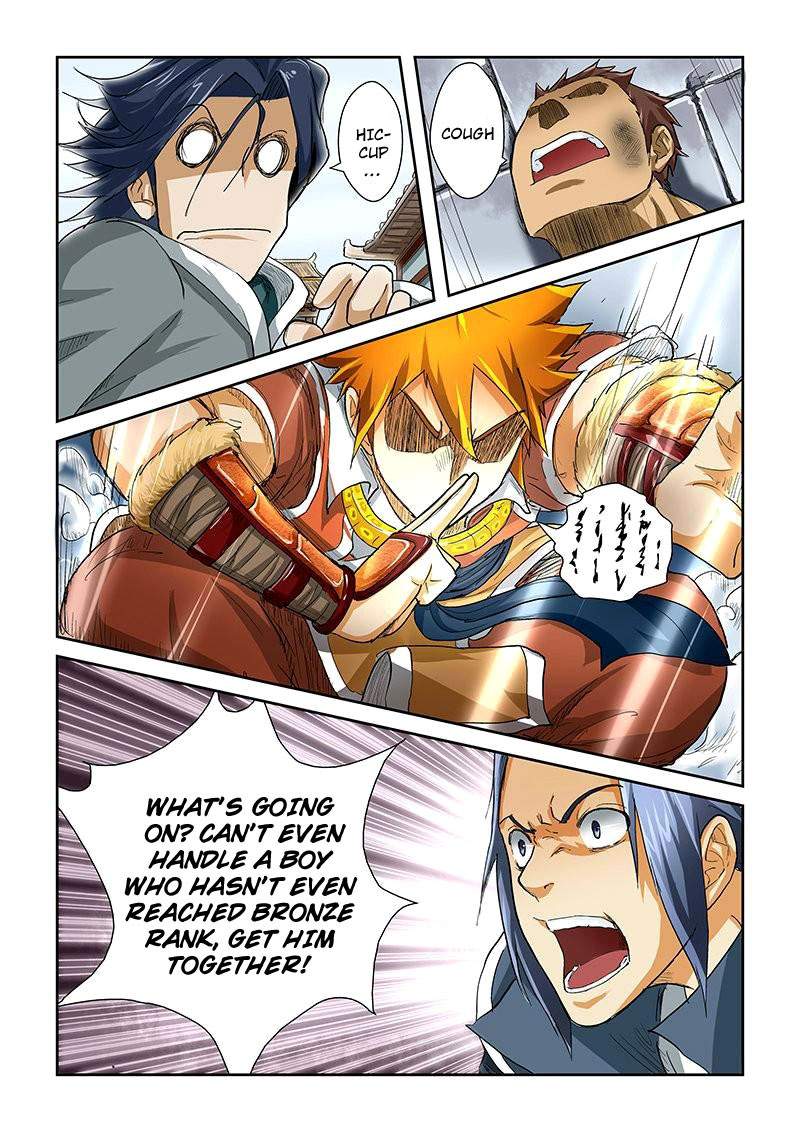 HIC-
CUP
...
COUGH
WHAT'S GOING
ON? CAN'T EVEN
HANDLE A BOY
WHO HASN'T EVEN
REACHED BRONZE
RANK, GET HIM
TOGETHER!